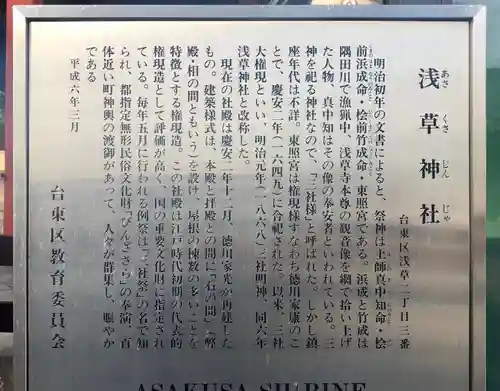 浅草神社
あさくさじんじゃ
台東区浅草二丁目三番
明治初年の文書によると、祭神は土師真中知命・桧
前浜成命・桧前竹成命・東照宮である。浜成と竹成は
隅田川で漁猟中、浅草寺本尊の観音像を網で拾い上げ
た人物、真中知はその像の奉安者といわれている。三
神を祀る神社なので、「三社様」と呼ばれた。しかし鎮
座年代は不詳。東照宮は権現様すなわち徳川家康のこ
とで、慶安二年(一六四九)に合祀された。以来、三社
大権現といい、明治元年(一八六八)三社明神、同六年
浅草神社と改称した。
現在の社殿は慶安二年十二月、徳川家光が再建した
もの。建築様式は、本殿と拝殿との間に「石の間」(弊
殿・相の間ともいう)を設け、屋根の棟数の多いことを
特徴とする権現造。この社殿は江戸時代初期の代表的
権現造として評価が高く、国の重要文化財に指定され
ている。毎年五月に行われる例祭は「三社祭」の名で知
られ、都指定無形民俗文化財「びんざさら」の奉演、百
体近い町神輿の渡御があって、人々が群集し、賑やか
である
平成六年三月
台東区教育委員会
ASAKUSA SHRINE